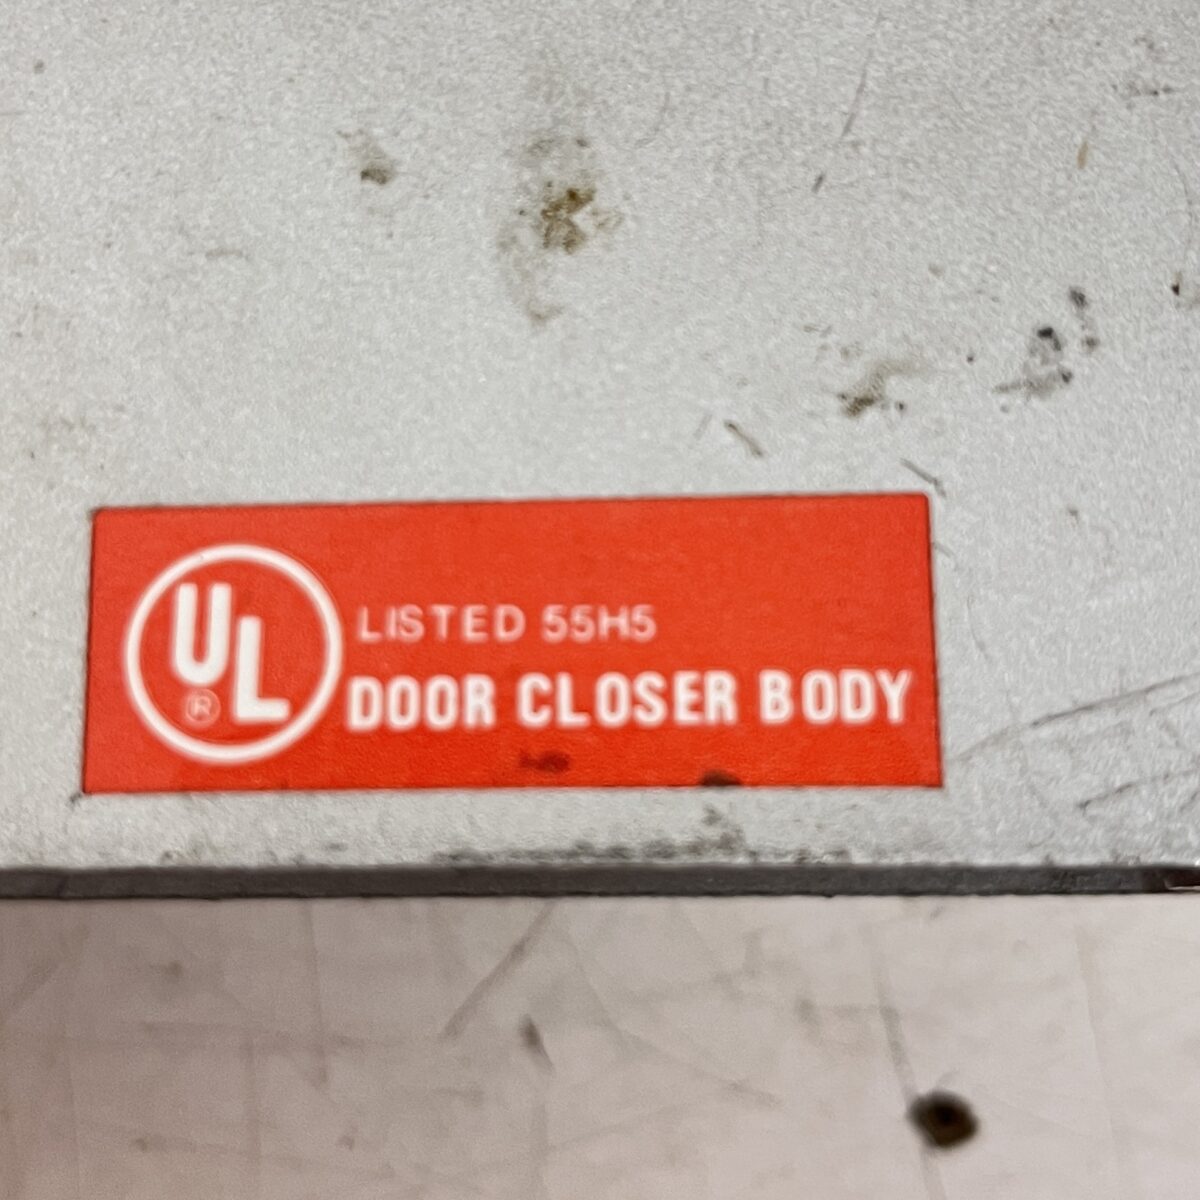 UL
®
LISTED 55H5
DOOR CLOSER BODY